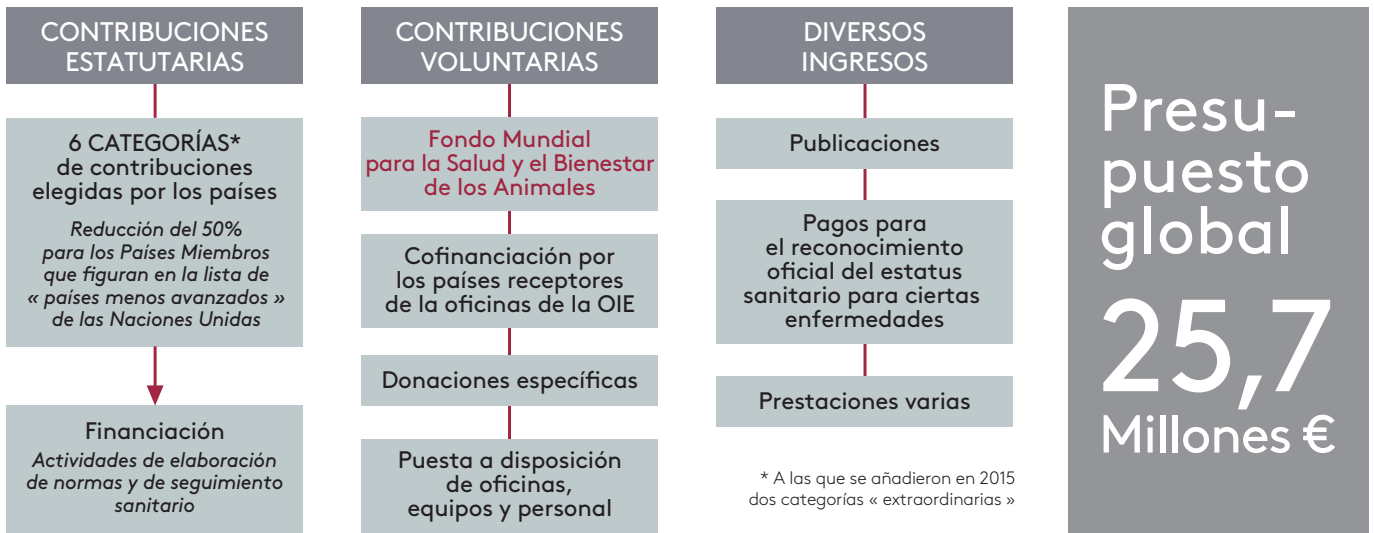 CONTRIBUCIONES
ESTATUTARIAS
6 CATEGORÍAS*
de contribuciones
elegidas por los países
Reducción del 50%
para los Países Miembros
que figuran en la lista de
« países menos avanzados »
de las Naciones Unidas
Financiación
Actividades de elaboración
de normas y de seguimiento
sanitario
CONTRIBUCIONES
VOLUNTARIAS
Fondo Mundial
para la Salud y el Bienestar
de los Animales
Cofinanciación por
los países receptores
de la oficinas de la OIE
Donaciones específicas
Puesta a disposición
de oficinas,
equipos y personal
DIVERSOS
INGRESOS
Publicaciones
Pagos para
el reconocimiento
oficial del estatus
sanitario para ciertas
enfermedades
Prestaciones varias
* A las que se añadieron en 2015
dos categorías « extraordinarias »
Presu-
puesto
global
25,7
Millones €